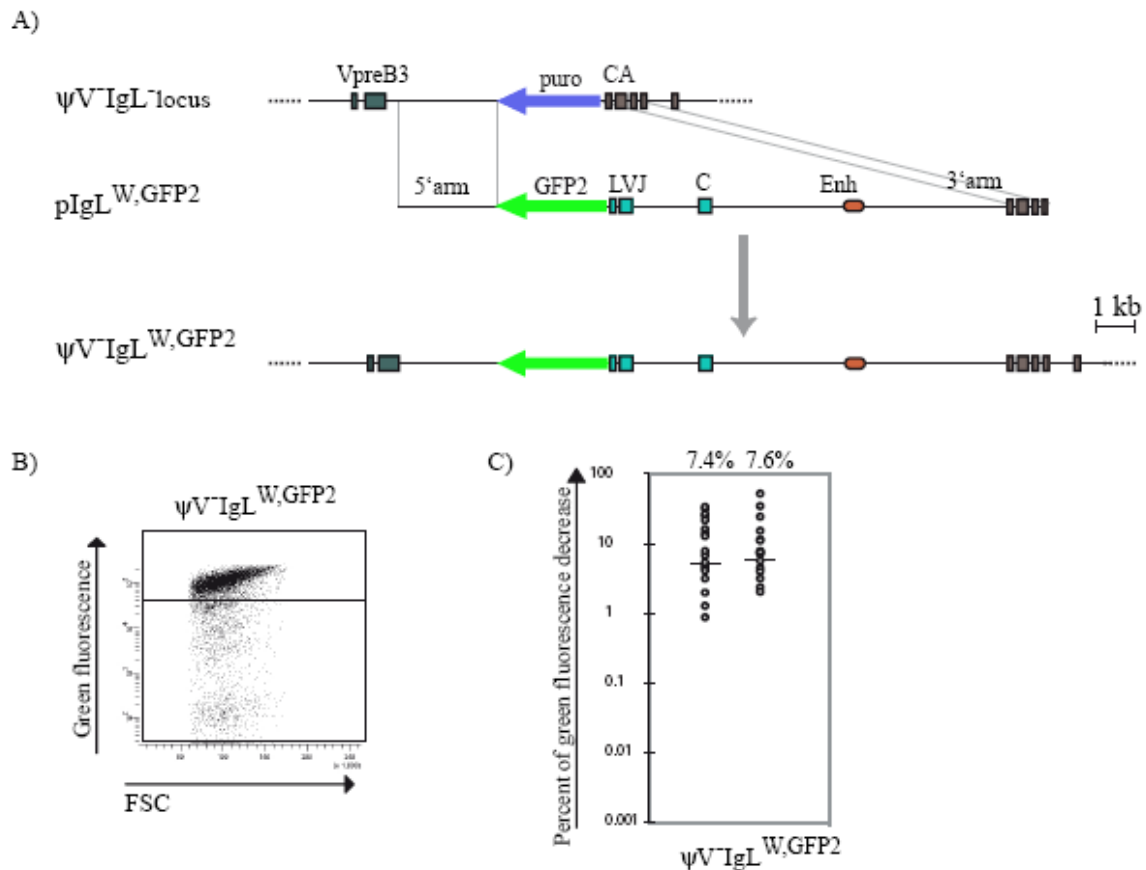 A)
VpreB3
puro
CA
ψV⁻IgL⁻locus
5‘arm
GFP2
LVJ
C
Enh
3‘arm
pIgL^W,GFP2
1 kb
ψV⁻IgL^W,GFP2
B)
ψV⁻IgL^W,GFP2
Green fluorescence
FSC
C)
7.4% 7.6%
Percent of green fluorescence decrease
100
10
1
0.1
0.01
0.001
ψV⁻IgL^W,GFP2